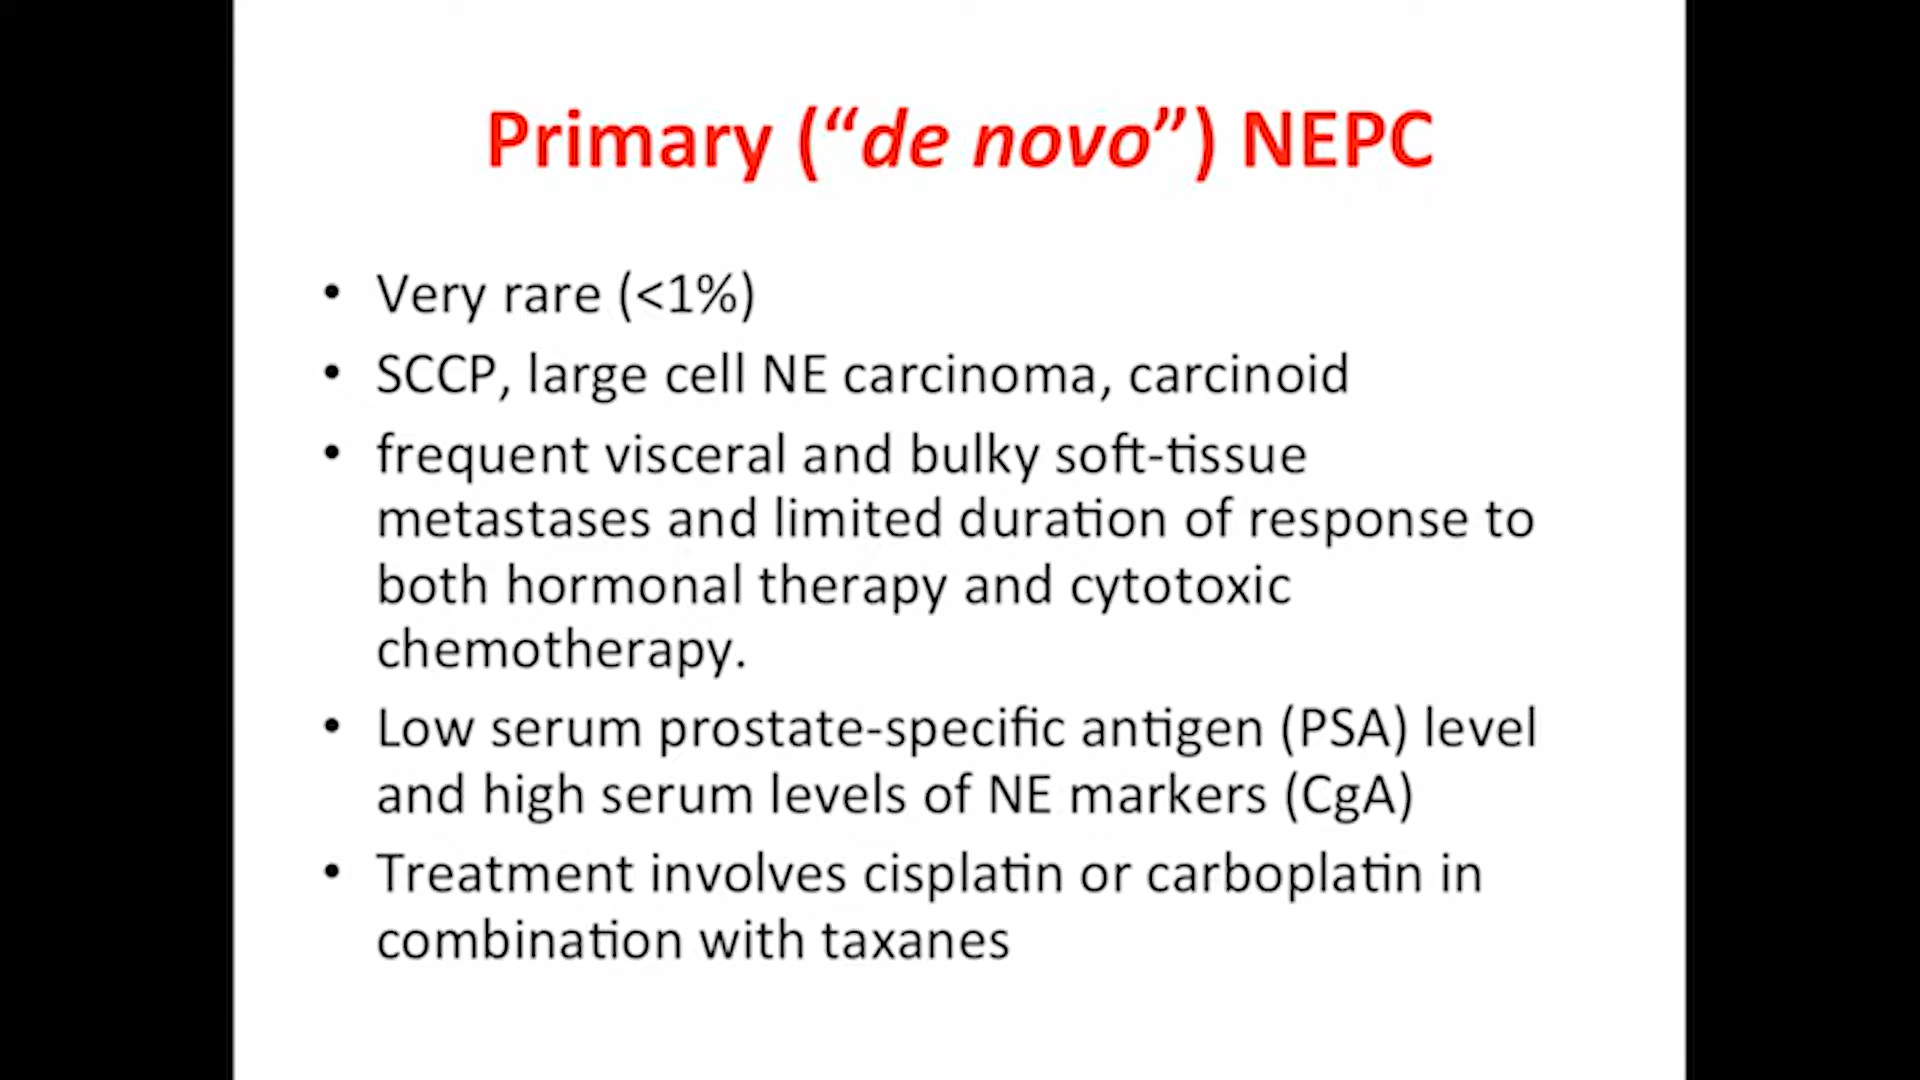 Primary (“de novo”) NEPC
• Very rare (<1%)
• SCCP, large cell NE carcinoma, carcinoid
• frequent visceral and bulky soft-tissue
metastases and limited duration of response to
both hormonal therapy and cytotoxic
chemotherapy.
• Low serum prostate-specific antigen (PSA) level
and high serum levels of NE markers (CgA)
• Treatment involves cisplatin or carboplatin in
combination with taxanes